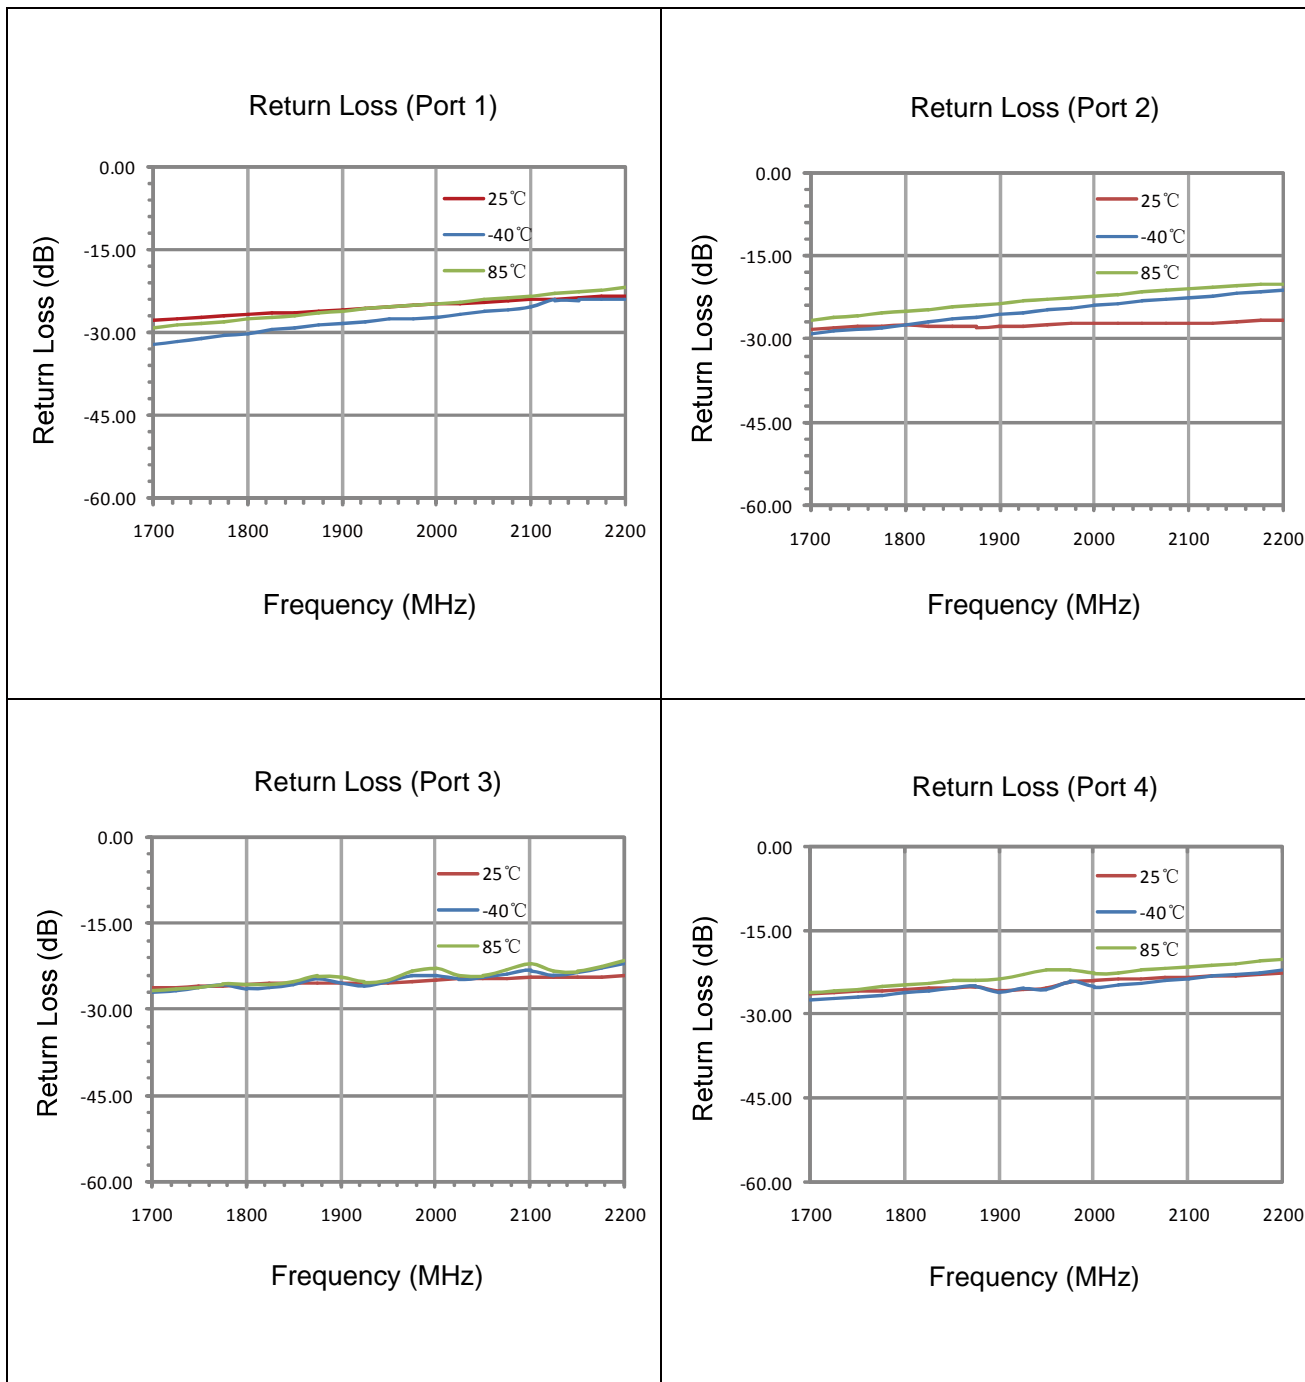 Return Loss (Port 1)
Return Loss (dB)
0.00
-15.00
-30.00
-45.00
-60.00
25℃
-40℃
85℃
1700 1800 1900 2000 2100 2200
Frequency (MHz)
Return Loss (Port 2)
Return Loss (dB)
0.00
-15.00
-30.00
-45.00
-60.00
25℃
-40℃
85℃
1700 1800 1900 2000 2100 2200
Frequency (MHz)
Return Loss (Port 3)
Return Loss (dB)
0.00
-15.00
-30.00
-45.00
-60.00
25℃
-40℃
85℃
1700 1800 1900 2000 2100 2200
Frequency (MHz)
Return Loss (Port 4)
Return Loss (dB)
0.00
-15.00
-30.00
-45.00
-60.00
25℃
-40℃
85℃
1700 1800 1900 2000 2100 2200
Frequency (MHz)